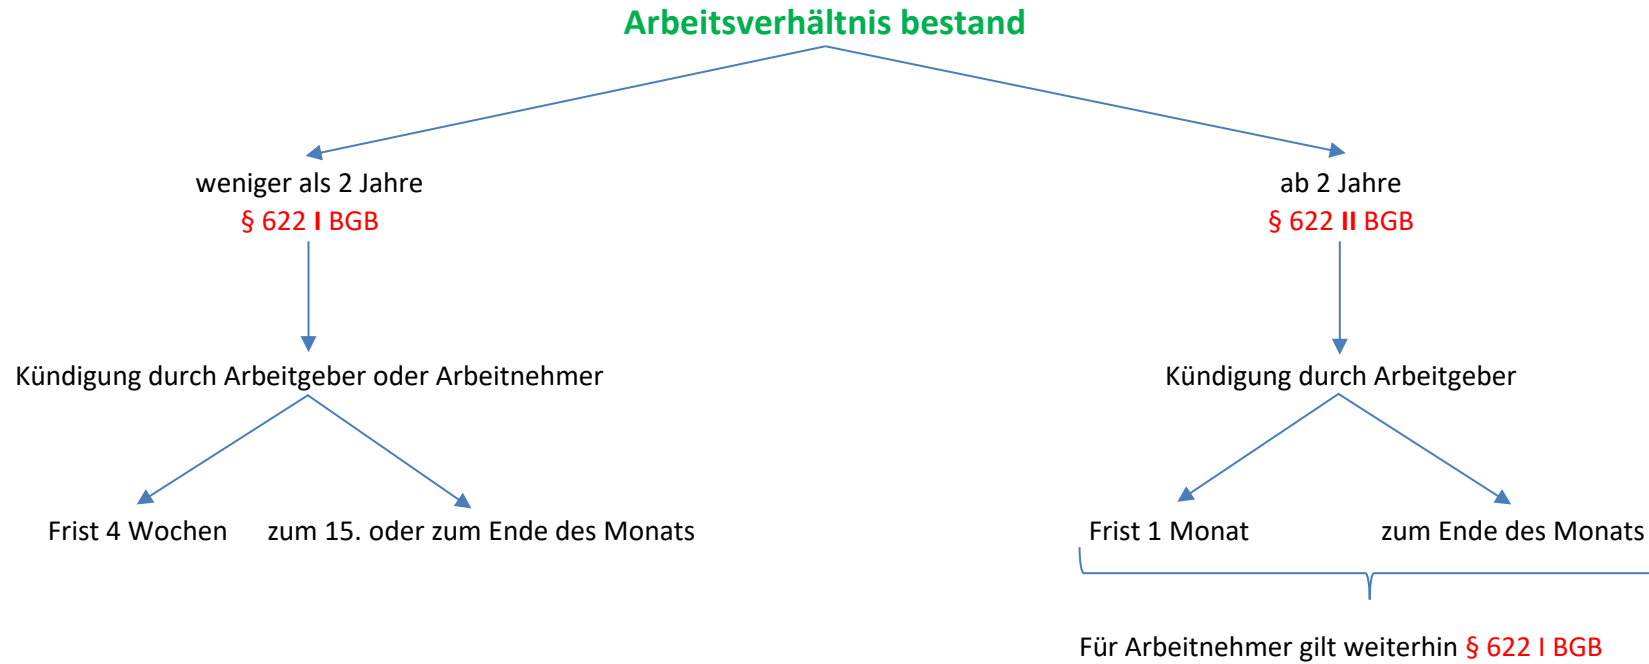 Arbeitsverhältnis bestand
weniger als 2 Jahre
§ 622 I BGB
ab 2 Jahre
§ 622 II BGB
Kündigung durch Arbeitgeber oder Arbeitnehmer
Kündigung durch Arbeitgeber
Frist 4 Wochen
zum 15. oder zum Ende des Monats
Frist 1 Monat
zum Ende des Monats
Für Arbeitnehmer gilt weiterhin § 622 I BGB